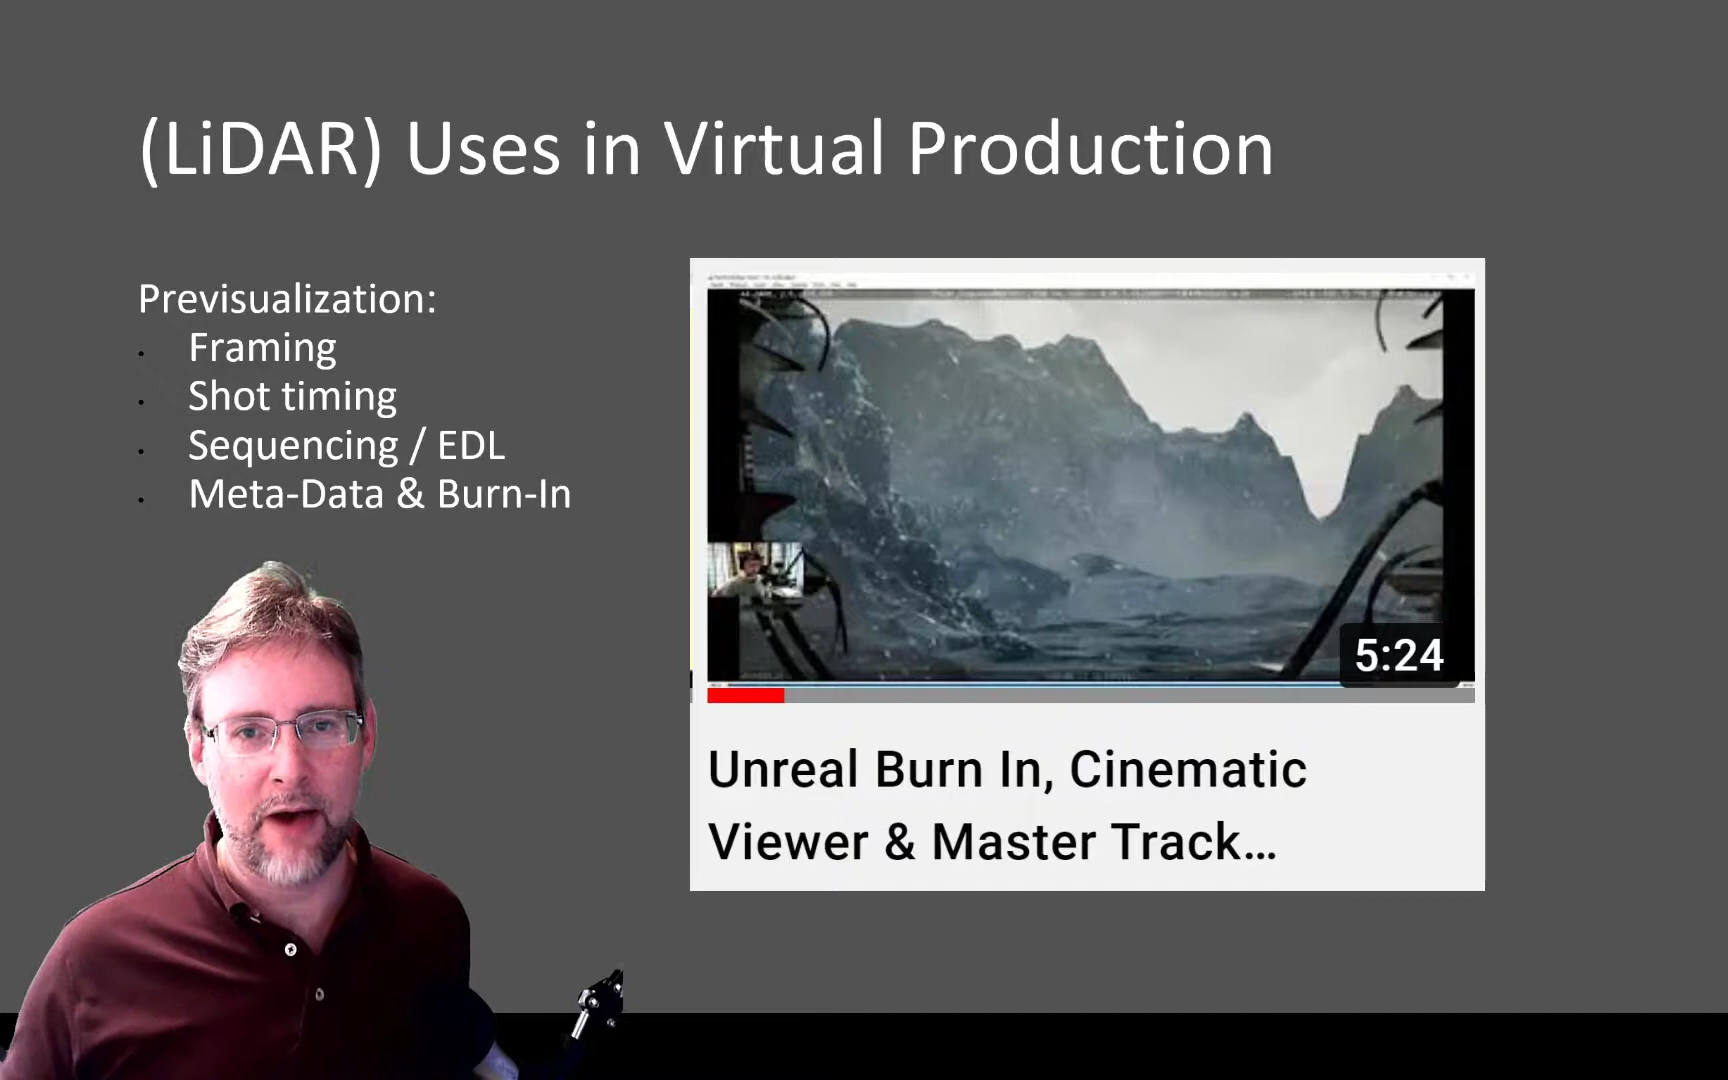 (LiDAR) Uses in Virtual Production
Previsualization:
Framing
Shot timing
Sequencing / EDL
Meta-Data & Burn-In
5:24
Unreal Burn In, Cinematic
Viewer & Master Track...